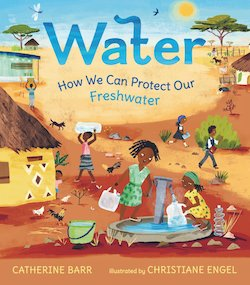 Water
How We Can Protect Our
Freshwater
CATHERINE BARR illustrated by CHRISTIANE ENGEL